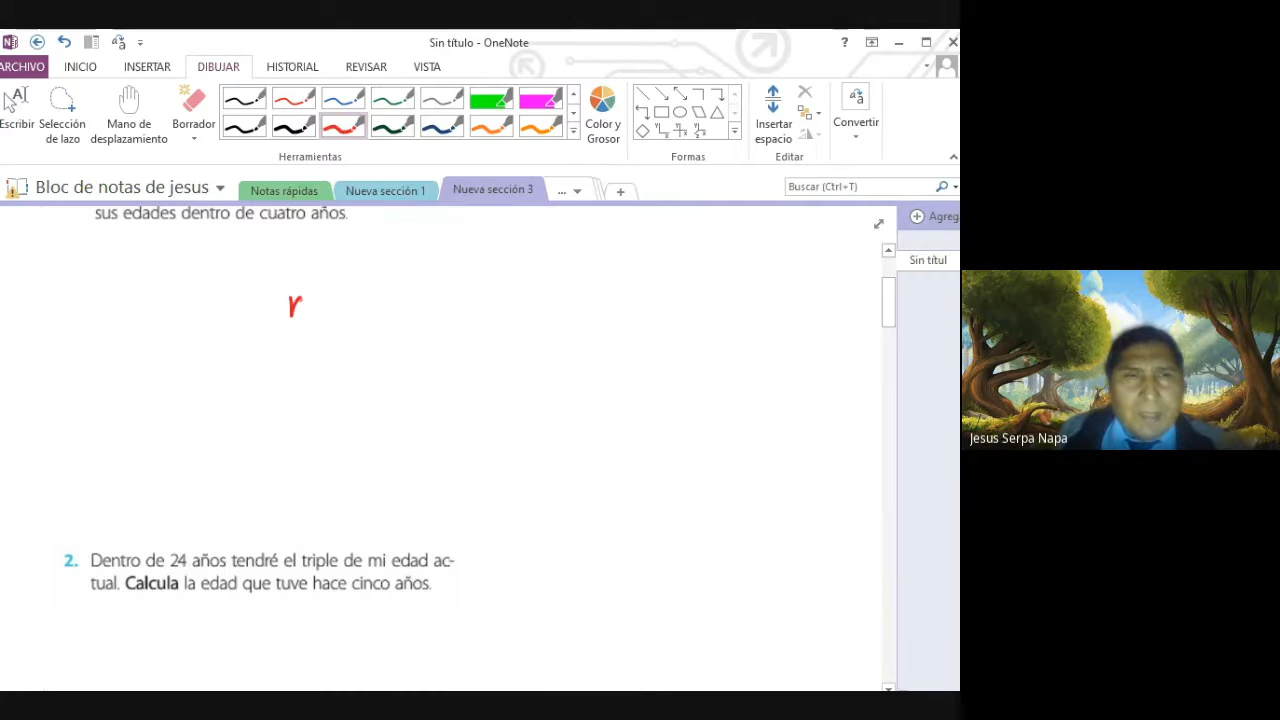 Sin título - OneNote
?
ARCHIVO INICIO INSERTAR DIBUJAR HISTORIAL REVISAR VISTA
Escribir
Selección de lazo
Mano de desplazamiento
Borrador
Color y Grosor
Insertar espacio
Convertir
Herramientas
Formas
Editar
Bloc de notas de jesus
Notas rápidas
Nueva sección 1
Nueva sección 3
...
Buscar (Ctrl+T)
Agreg
Sin títul
sus edades dentro de cuatro años.
r
2. Dentro de 24 años tendré el triple de mi edad ac-
tual. Calcula la edad que tuve hace cinco años.
Jesus Serpa Napa